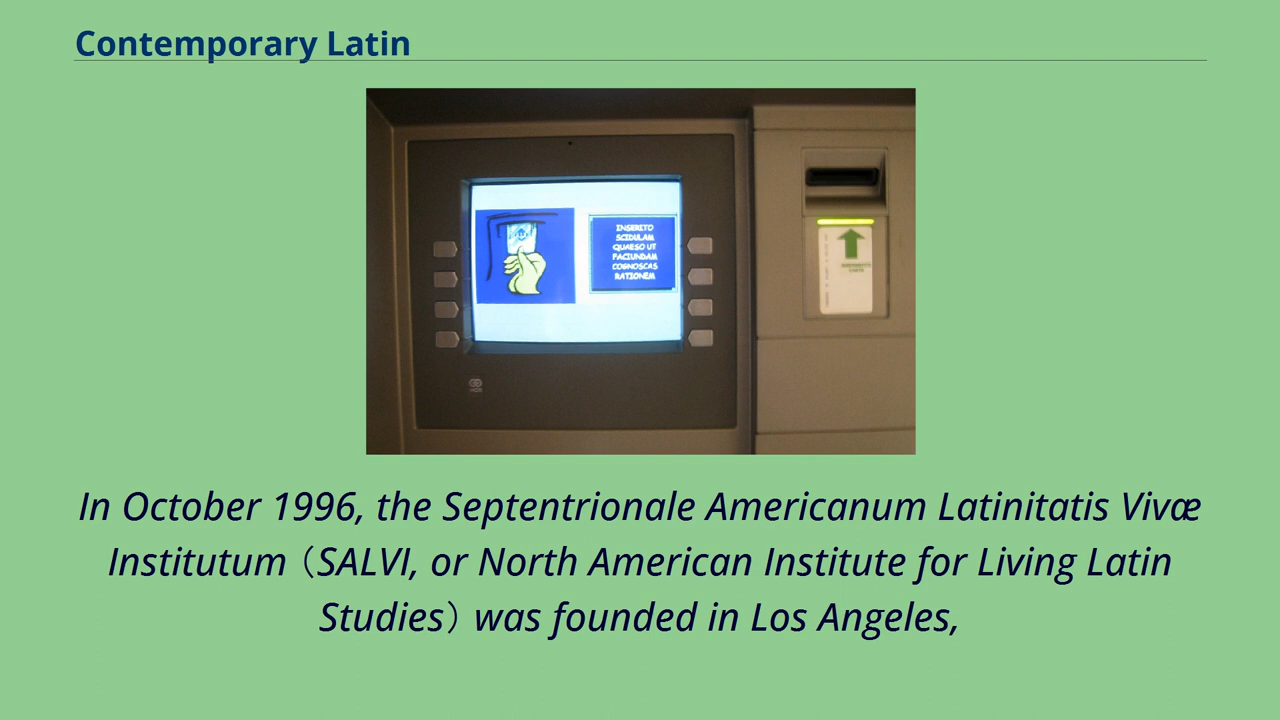 Contemporary Latin
INSERITO
SCIDULAM
QUAESO UT
FACIUNDAM
COGNOSCAS
RATIONEM
In October 1996, the Septentrionale Americanum Latinitatis Vivæ
Institutum（SALVI, or North American Institute for Living Latin
Studies）was founded in Los Angeles,